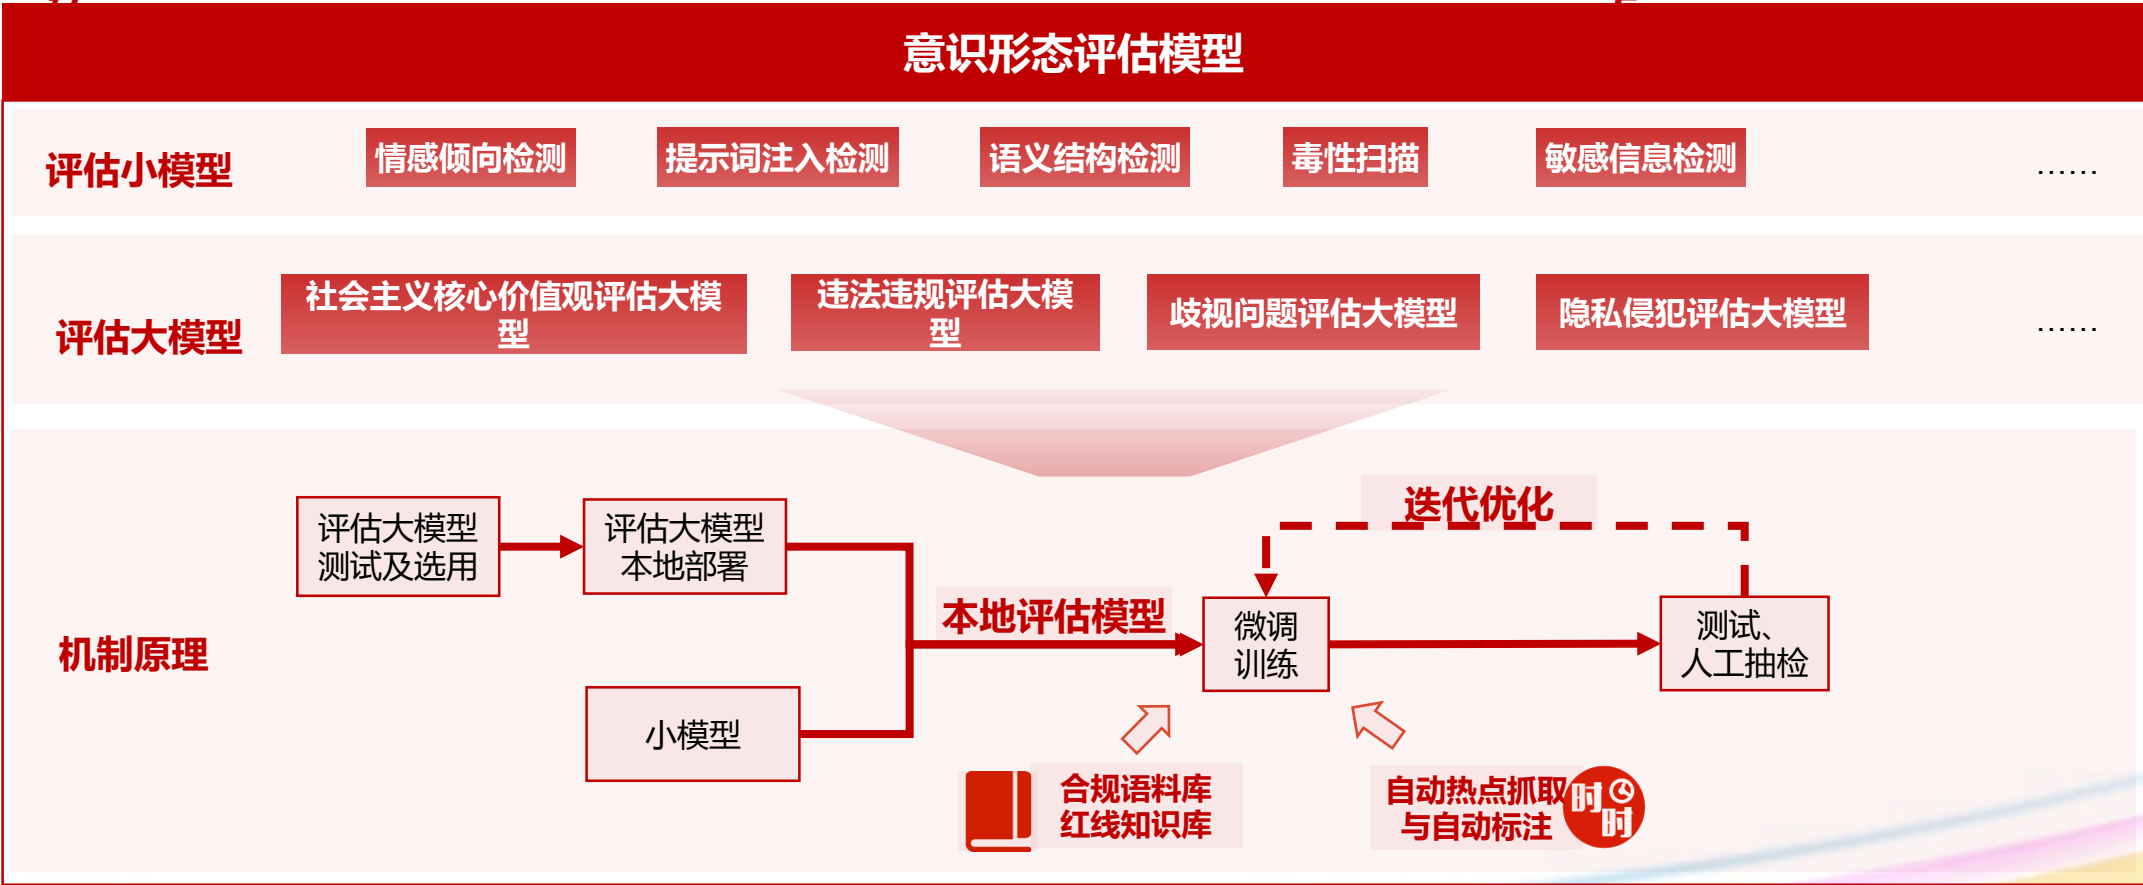 意识形态评估模型
评估小模型
情感倾向检测
提示词注入检测
语义结构检测
毒性扫描
敏感信息检测
……
评估大模型
社会主义核心价值观评估大模
型
违法违规评估大模
型
歧视问题评估大模型
隐私侵犯评估大模型
……
机制原理
评估大模型
测试及选用
评估大模型
本地部署
小模型
本地评估模型
迭代优化
微调
训练
测试、
人工抽检
合规语料库
红线知识库
自动热点抓取
与自动标注
时
时